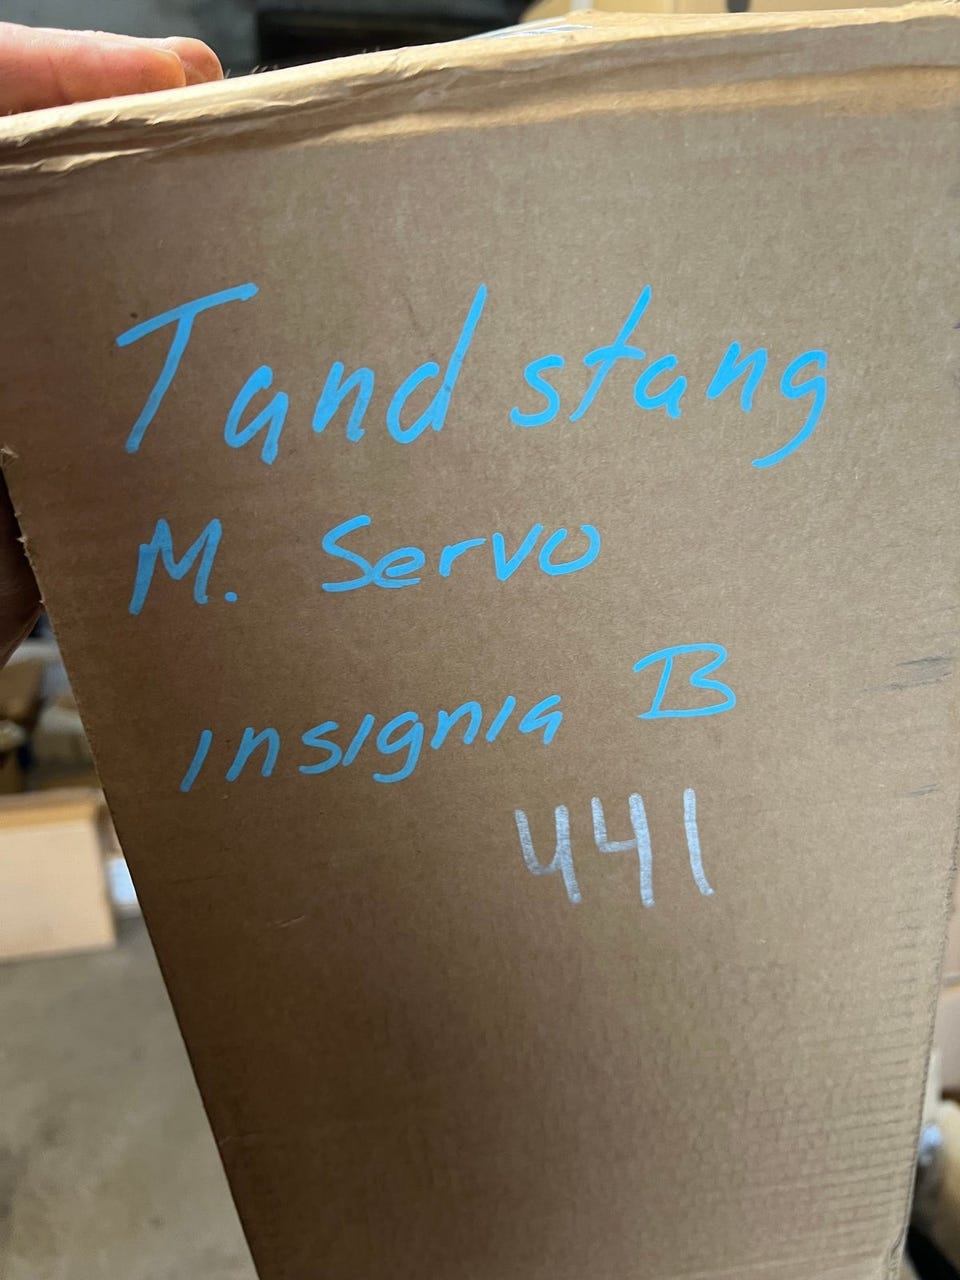 Tand stang
M. Servo
insignia B
441